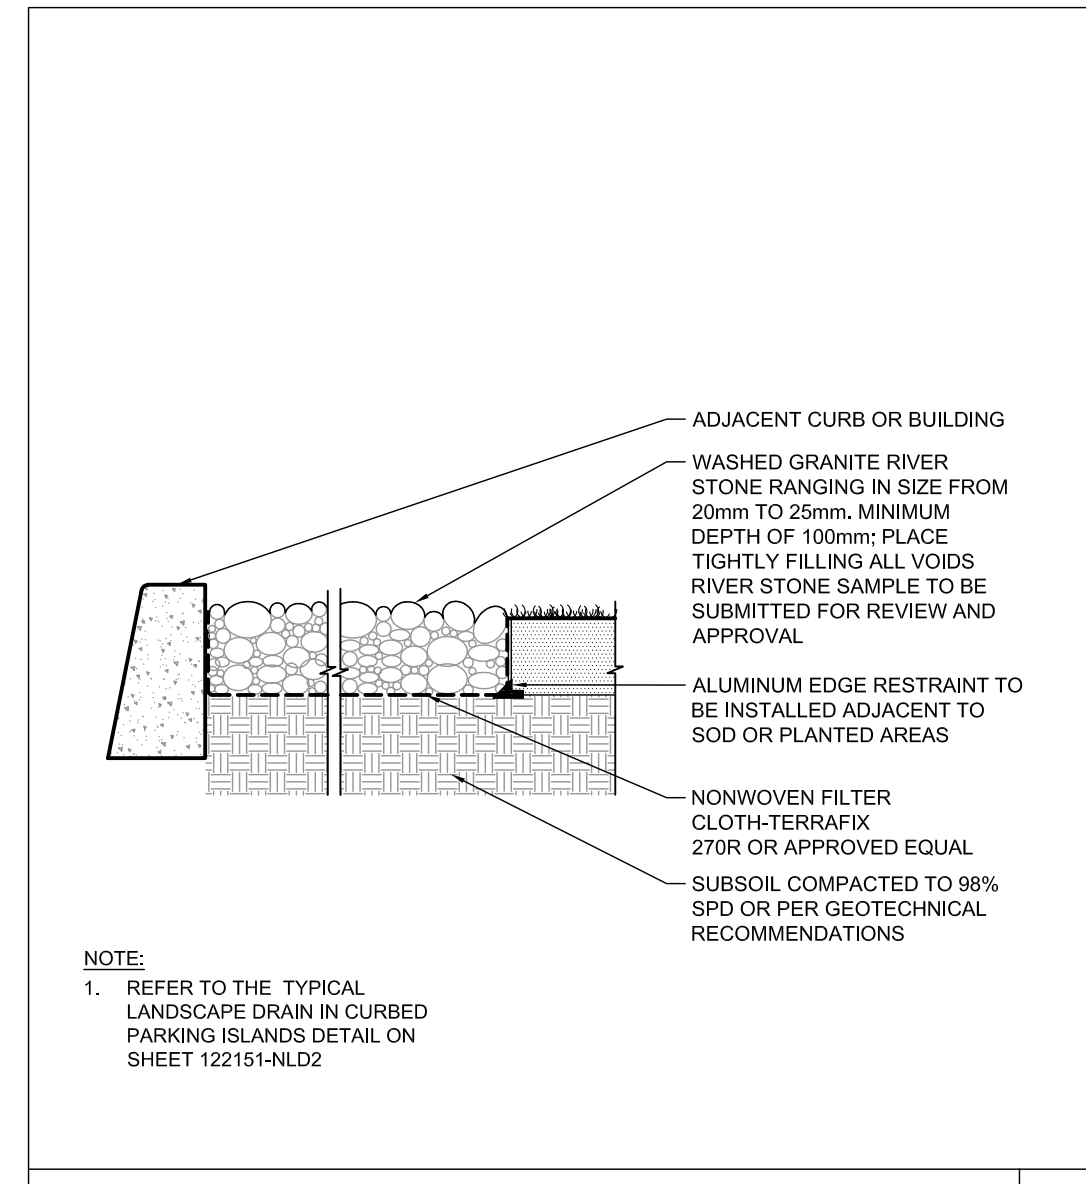 ADJACENT CURB OR BUILDING
WASHED GRANITE RIVER
STONE RANGING IN SIZE FROM
20mm TO 25mm. MINIMUM
DEPTH OF 100mm; PLACE
TIGHTLY FILLING ALL VOIDS
RIVER STONE SAMPLE TO BE
SUBMITTED FOR REVIEW AND
APPROVAL
ALUMINUM EDGE RESTRAINT TO
BE INSTALLED ADJACENT TO
SOD OR PLANTED AREAS
NONWOVEN FILTER
CLOTH-TERRAFIX
270R OR APPROVED EQUAL
SUBSOIL COMPACTED TO 98%
SPD OR PER GEOTECHNICAL
RECOMMENDATIONS
NOTE:
1. REFER TO THE TYPICAL
LANDSCAPE DRAIN IN CURBED
PARKING ISLANDS DETAIL ON
SHEET 122151-NLD2